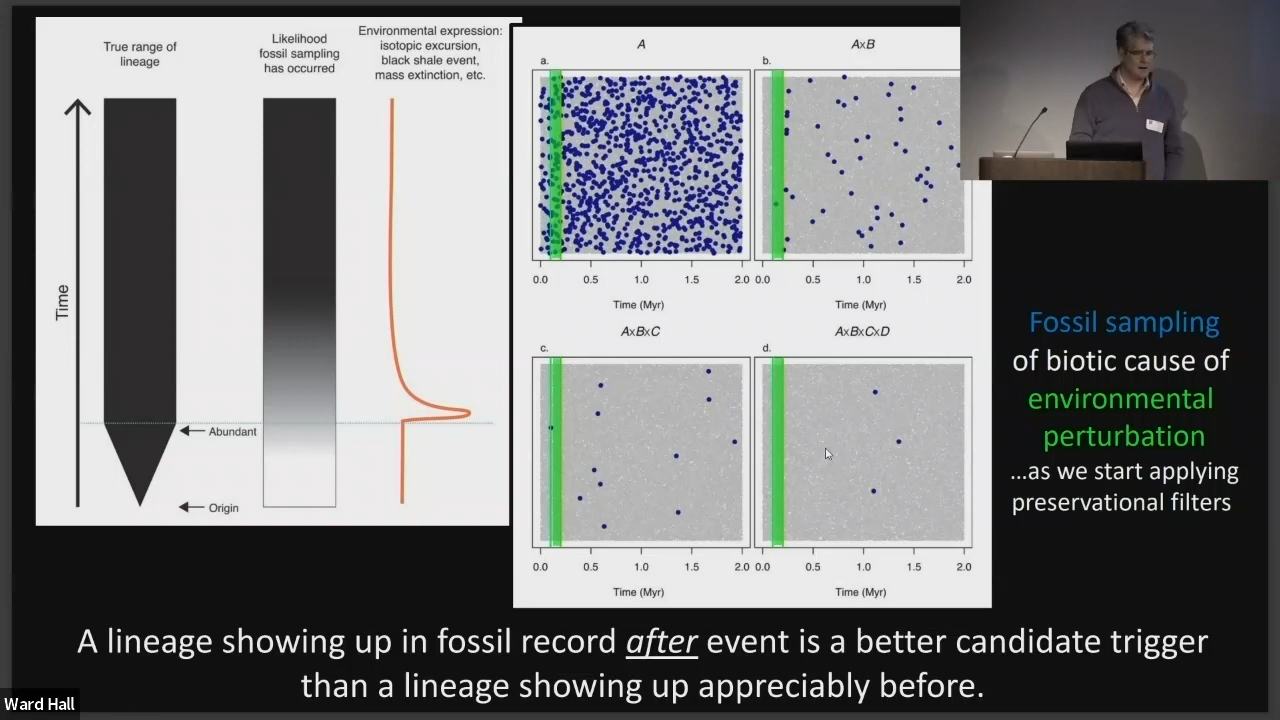 True range of
lineage
Likelihood
fossil sampling
has occurred
Environmental expression:
isotopic excursion,
black shale event,
mass extinction, etc.
Time
Abundant
Origin
A
a.
0.0 0.5 1.0 1.5 2.0
Time (Myr)
AxB
b.
0.0 0.5 1.0 1.5 2.0
Time (Myr)
AxBxC
c.
0.0 0.5 1.0 1.5 2.0
Time (Myr)
AxBxCxD
d.
0.0 0.5 1.0 1.5 2.0
Time (Myr)
Fossil sampling
of biotic cause of
environmental
perturbation
...as we start applying
preservational filters
A lineage showing up in fossil record after event is a better candidate trigger
than a lineage showing up appreciably before.
Ward Hall